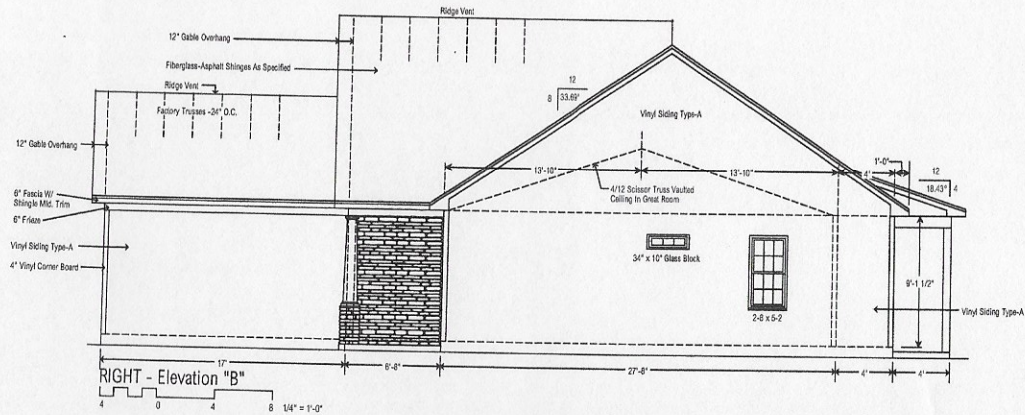 Ridge Vent
12" Gable Overhang
Fiberglass-Asphalt Shinges As Specified
Ridge Vent
Factory Trusses -24" O.C.
12" Gable Overhang
12
8
33.69°
Vinyl Siding Type-A
13'-10"
13'-10"
4'
1'-0"
12
18.43°
4
4/12 Scissor Truss Vaulted
Ceiling In Great Room
6" Fascia W/
Shingle Mld. Trim
6" Frieze
Vinyl Siding Type-A
4" Vinyl Corner Board
34" x 10" Glass Block
2-8 x 5-2
9'-1 1/2"
Vinyl Siding Type-A
17'
6'-8"
27'-8"
4'
4'
RIGHT - Elevation "B"
4 0 4 8 1/4" = 1'-0"